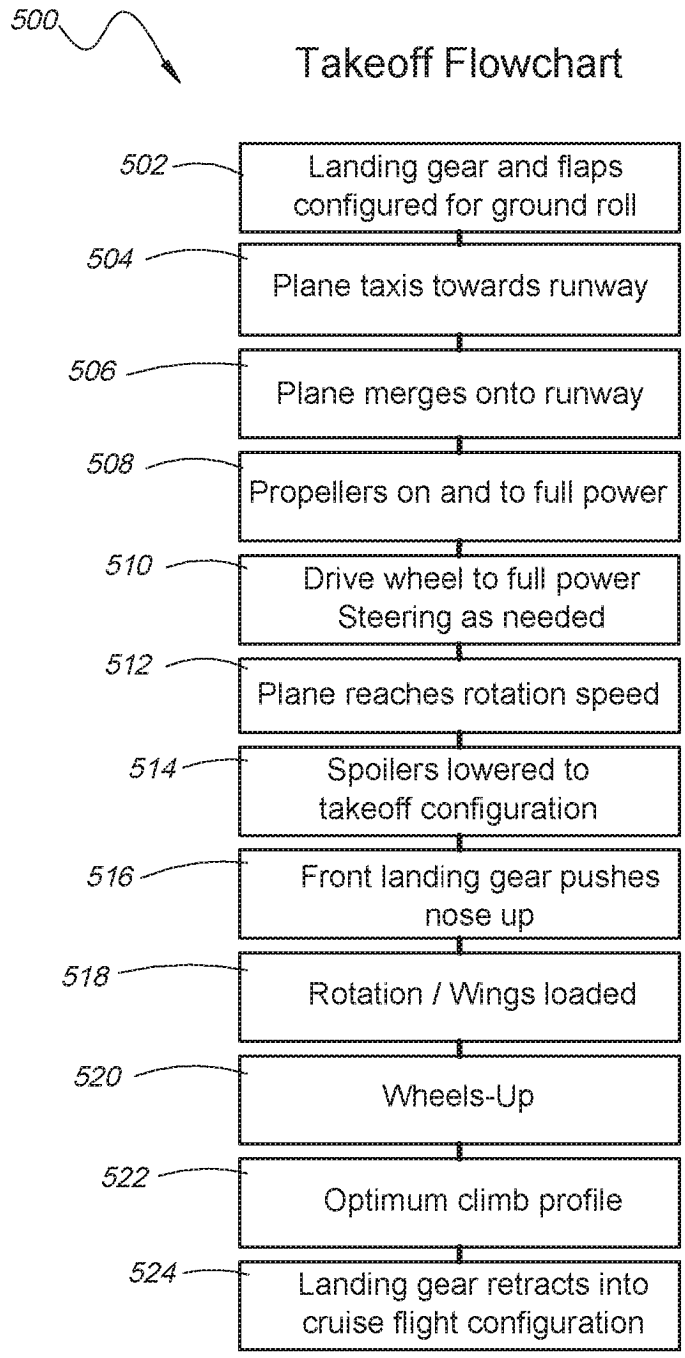 500
Takeoff Flowchart
502
Landing gear and flaps
configured for ground roll
504
Plane taxis towards runway
506
Plane merges onto runway
508
Propellers on and to full power
510
Drive wheel to full power
Steering as needed
512
Plane reaches rotation speed
514
Spoilers lowered to
takeoff configuration
516
Front landing gear pushes
nose up
518
Rotation / Wings loaded
520
Wheels-Up
522
Optimum climb profile
524
Landing gear retracts into
cruise flight configuration